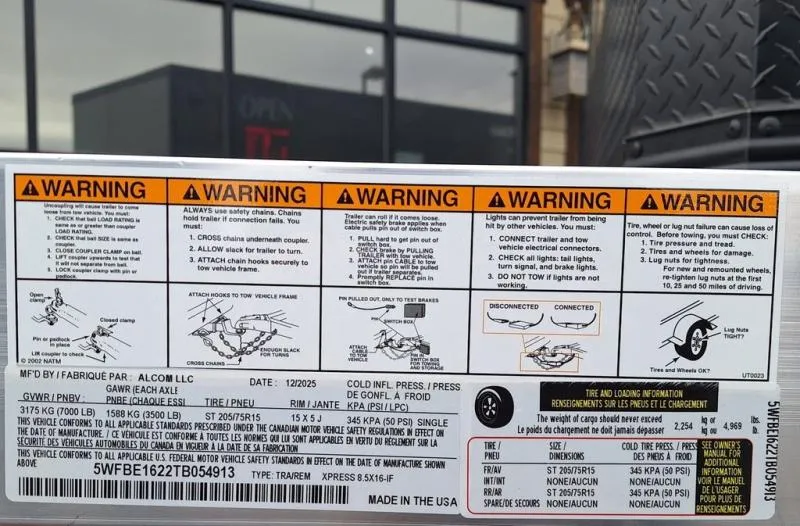 OPEN
WARNING
Uncoupling will cause trailer to come
loose from tow vehicle. You must:
1. CHECK that ball LOAD RATING is
same as or greater than coupler
LOAD RATING.
2. CHECK that ball SIZE is same as
coupler.
3. CLOSE COUPLER CLAMP on ball.
4. LIFT coupler upwards to test that
it will not separate from ball.
5. LOCK coupler clamp with pin or
padlock.
Open
clamp
Closed clamp
Pin or padlock
in place
Lift coupler to check
© 2002 NATM
WARNING
ALWAYS use safety chains. Chains
hold trailer if connection fails. You
must:
1. CROSS chains underneath coupler.
2. ALLOW slack for trailer to turn.
3. ATTACH chain hooks securely to
tow vehicle frame.
ATTACH HOOKS TO TOW VEHICLE FRAME
ENOUGH SLACK
FOR TURNS
CROSS CHAINS
WARNING
Trailer can roll if it comes loose.
Electric safety brake applies when
cable pulls pin out of switch box.
1. PULL hard to get pin out of
switch box.
2. CHECK brake by PULLING
TRAILER with tow vehicle.
3. ATTACH pin CABLE to tow
vehicle so pin will be pulled
out if trailer separates.
4. Promptly REPLACE pin in
switch box.
PIN PULLED OUT, ONLY TO TEST BRAKES
PIN
SWITCH BOX
ATTACH
CABLE
TO TOW
VEHICLE
PIN IN
SWITCH BOX
FOR TOWING
AND STORAGE
WARNING
Lights can prevent trailer from being
hit by other vehicles. You must:
1. CONNECT trailer and tow
vehicle electrical connectors.
2. CHECK all lights: tail lights,
turn signal, and brake lights.
3. DO NOT TOW if lights are not
working.
DISCONNECTED
CONNECTED
WARNING
Tire, wheel or lug nut failure can cause loss of
control. Before towing, you must CHECK:
1. Tire pressure and tread.
2. Tires and wheels for damage.
3. Lug nuts for tightness.
For new and remounted wheels,
re-tighten lug nuts at the first
10, 25 and 50 miles of driving.
Lug Nuts
TIGHT?
Tires and Wheels OK?
UT0023
MF'D BY / FABRIQUÉ PAR : ALCOM LLC
DATE : 12/2025
GVWR / PNBV :
GAWR (EACH AXLE
PNBE (CHAQUE ESSI
TIRE / PNEU
RIM / JANTE
COLD INFL. PRESS. / PRESS
DE GONFL. À FROID
KPA (PSI / LPC)
3175 KG (7000 LB) 1588 KG (3500 LB) ST 205/75R15 15 X 5 J 345 KPA (50 PSI) SINGLE
THIS VEHICLE CONFORMS TO ALL APPLICABLE STANDARDS PRESCRIBED UNDER THE CANADIAN MOTOR VEHICLE SAFETY REGULATIONS IN EFFECT ON
THE DATE OF MANUFACTURE. / CE VÉHICULE EST CONFORME À TOUTES LES NORMES QUI LUI SONT APPLICABLES EN VERTU DU RÈGLEMENT SUR LA
SÉCURITÉ DES VÉHICULES AUTOMOBILES DU CANADA EN VIGUEUR À LA DATE DE SA FABRICATION
THIS VEHICLE CONFORMS TO ALL APPLICABLE U.S. FEDERAL MOTOR VEHICLE SAFETY STANDARDS IN EFFECT ON THE DATE OF MANUFACTURE SHOWN
ABOVE
5WFBE1622TB054913
TYPE: TRA/REM XPRESS 8.5X16-IF
MADE IN THE USA
TIRE AND LOADING INFORMATION
RENSEIGNEMENTS SUR LES PNEUS ET LE CHARGEMENT
The weight of cargo should never exceed
Le poids du chargement ne doit jamais dépasser
2,254
kg or
kg ou
4,969
lbs.
lb.
TIRE /
PNEU
SIZE /
DIMENSIONS
COLD TIRE PRES. / PRESS
DES PNEUS À FROID
FR/AV ST 205/75R15 345 KPA (50 PSI)
INT/INT NONE/AUCUN NONE/AUCUN
RR/AR ST 205/75R15 345 KPA (50 PSI)
SPARE/DE SECOURS NONE/AUCUN NONE/AUCUN
SEE OWNER'S
MANUAL FOR
ADDITIONAL
INFORMATION
VOIR LE MANUEL
DE L'USAGER
POUR PLUS DE
RENSEIGNEMENTS
5WFBE1622TB054913